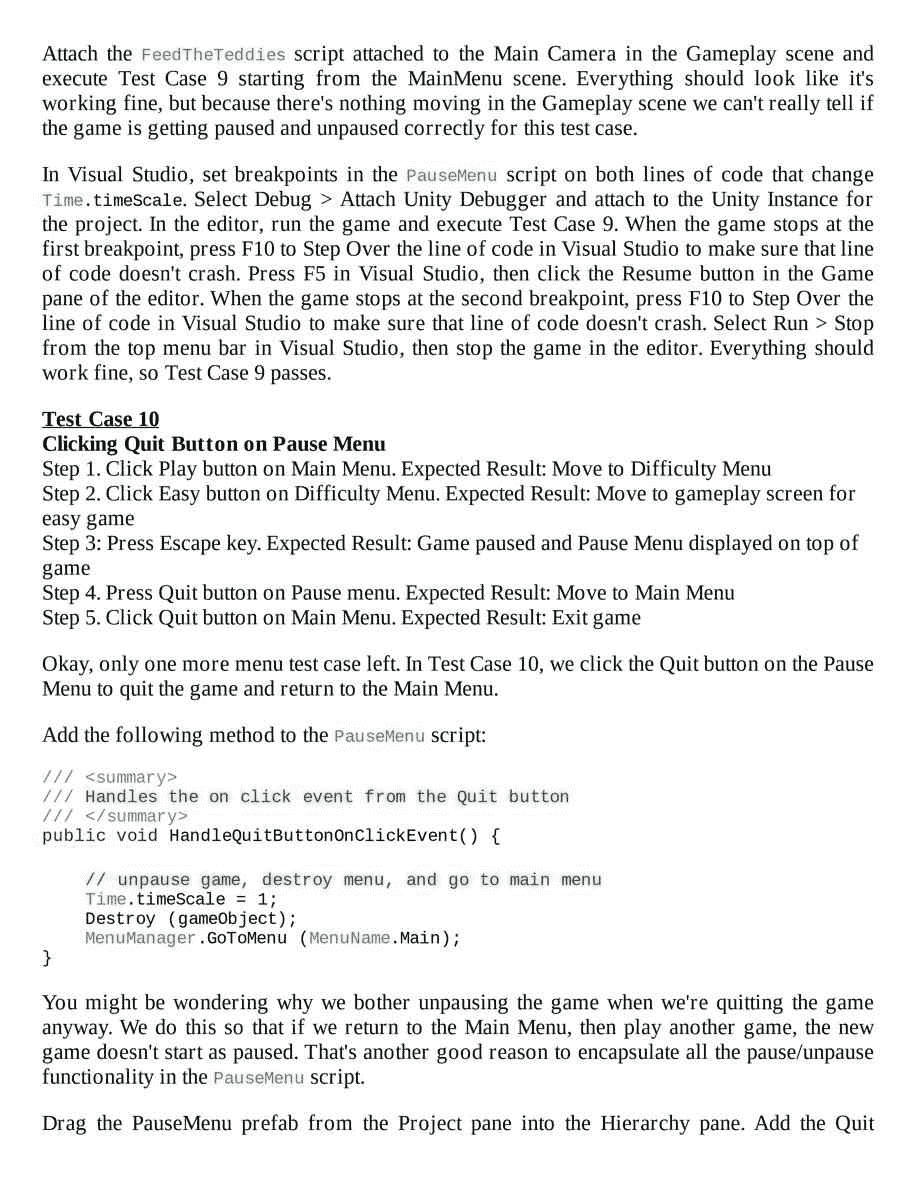 Attach the FeedTheTeddies script attached to the Main Camera in the Gameplay scene and
execute Test Case 9 starting from the MainMenu scene. Everything should look like it's
working fine, but because there's nothing moving in the Gameplay scene we can't really tell if
the game is getting paused and unpaused correctly for this test case.
In Visual Studio, set breakpoints in the PauseMenu script on both lines of code that change
Time.timeScale. Select Debug > Attach Unity Debugger and attach to the Unity Instance for
the project. In the editor, run the game and execute Test Case 9. When the game stops at the
first breakpoint, press F10 to Step Over the line of code in Visual Studio to make sure that line
of code doesn't crash. Press F5 in Visual Studio, then click the Resume button in the Game
pane of the editor. When the game stops at the second breakpoint, press F10 to Step Over the
line of code in Visual Studio to make sure that line of code doesn't crash. Select Run > Stop
from the top menu bar in Visual Studio, then stop the game in the editor. Everything should
work fine, so Test Case 9 passes.
Test Case 10
Clicking Quit Button on Pause Menu
Step 1. Click Play button on Main Menu. Expected Result: Move to Difficulty Menu
Step 2. Click Easy button on Difficulty Menu. Expected Result: Move to gameplay screen for
easy game
Step 3: Press Escape key. Expected Result: Game paused and Pause Menu displayed on top of
game
Step 4. Press Quit button on Pause menu. Expected Result: Move to Main Menu
Step 5. Click Quit button on Main Menu. Expected Result: Exit game
Okay, only one more menu test case left. In Test Case 10, we click the Quit button on the Pause
Menu to quit the game and return to the Main Menu.
Add the following method to the PauseMenu script:
/// <summary>
/// Handles the on click event from the Quit button
/// </summary>
public void HandleQuitButtonOnClickEvent() {
// unpause game, destroy menu, and go to main menu
Time.timeScale = 1;
Destroy (gameObject);
MenuManager.GoToMenu (MenuName.Main);
}
You might be wondering why we bother unpausing the game when we're quitting the game
anyway. We do this so that if we return to the Main Menu, then play another game, the new
game doesn't start as paused. That's another good reason to encapsulate all the pause/unpause
functionality in the PauseMenu script.
Drag the PauseMenu prefab from the Project pane into the Hierarchy pane. Add the Quit